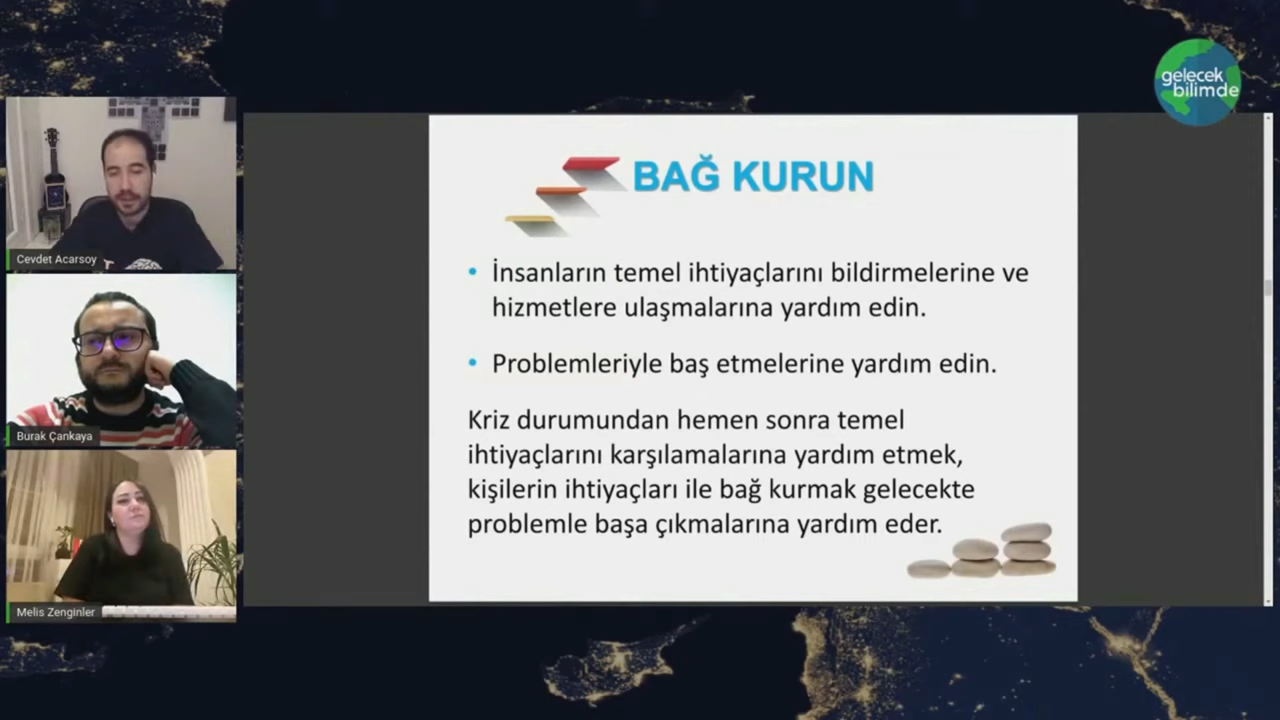 gelecek
bilimde
Cevdet Acarsoy
Burak Çankaya
Melis Zenginler
BAĞ KURUN
• İnsanların temel ihtiyaçlarını bildirmelerine ve
hizmetlere ulaşmalarına yardım edin.
• Problemleriyle baş etmelerine yardım edin.
Kriz durumundan hemen sonra temel
ihtiyaçlarını karşılamalarına yardım etmek,
kişilerin ihtiyaçları ile bağ kurmak gelecekte
problemle başa çıkmalarına yardım eder.